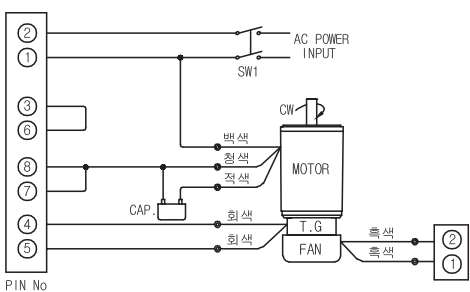 ②
①
③
⑥
⑧
⑦
④
⑤
PIN No
AC POWER
INPUT
SW1
CW
백색
청색
적색
CAP.
회색
회색
MOTOR
T.G
FAN
흑색
흑색
②
①